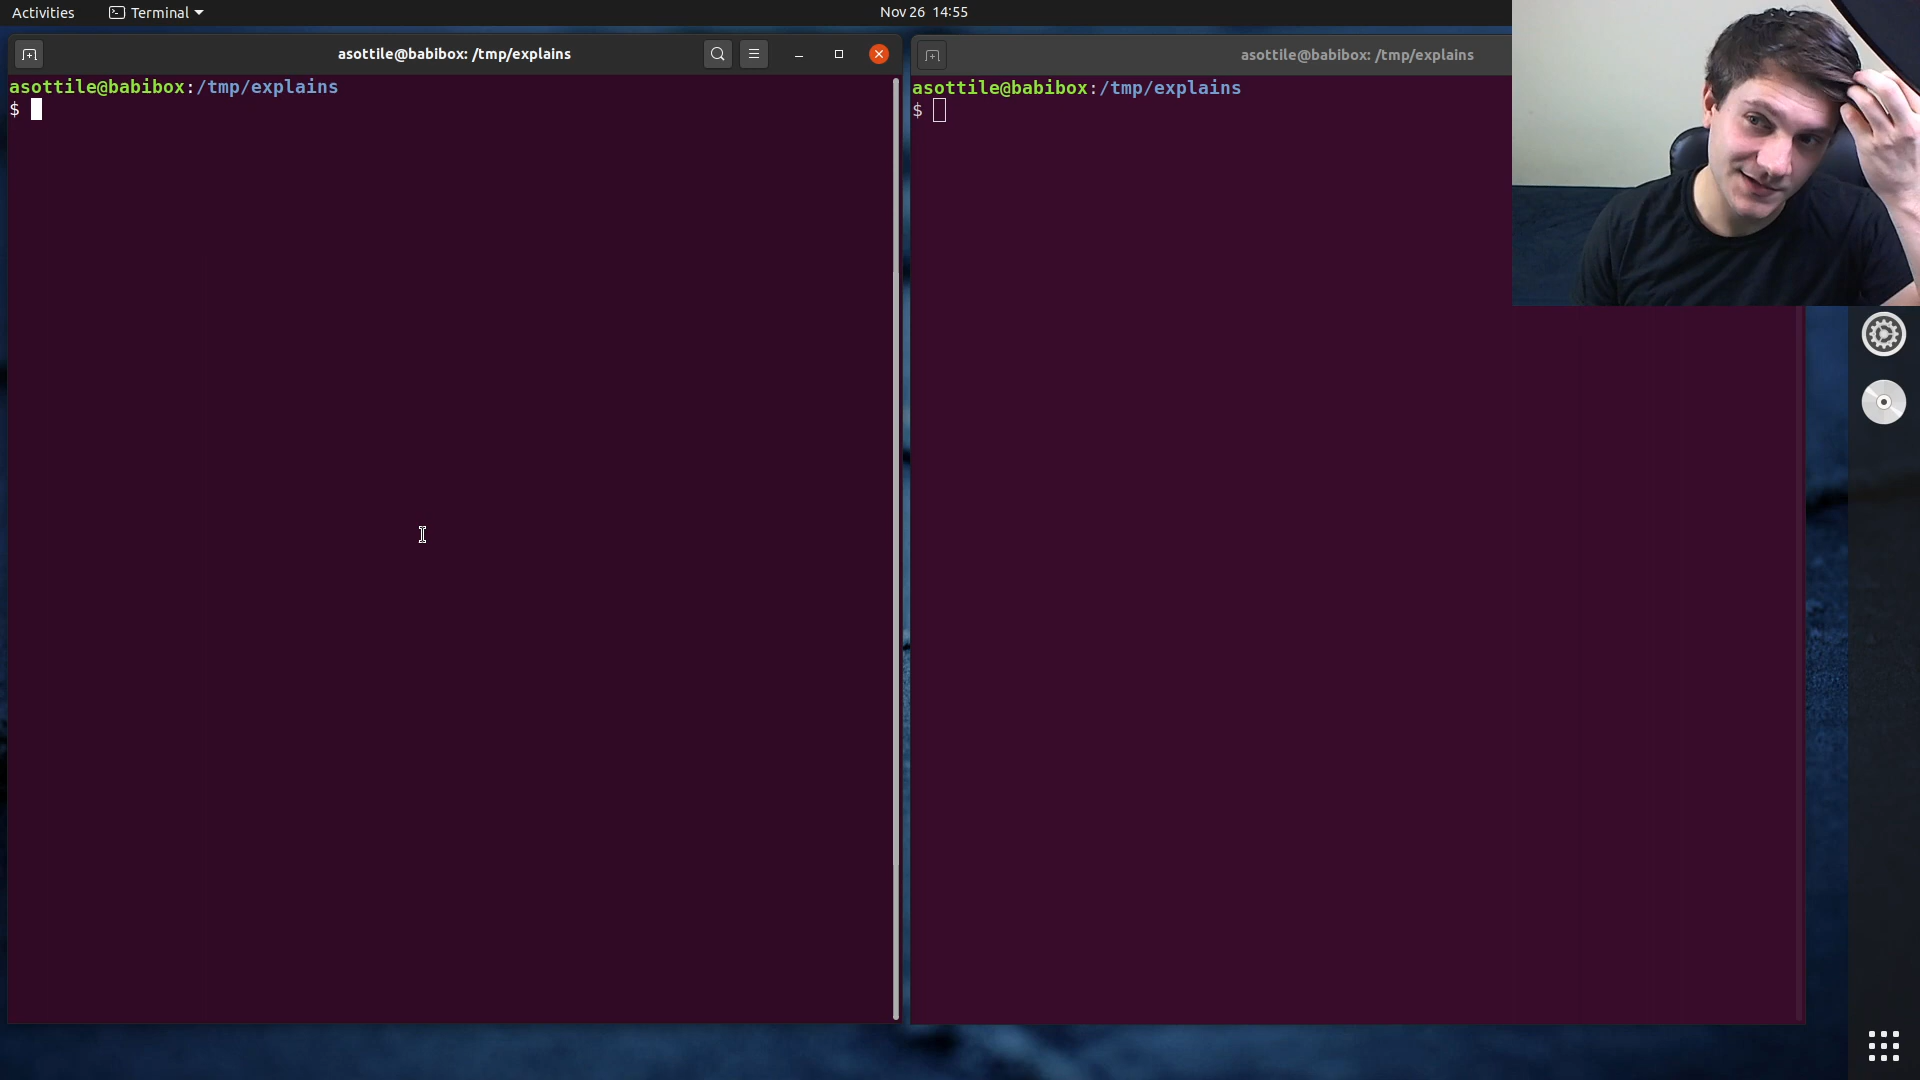 Activities Terminal Nov 26 14:55
asottile@babibox: /tmp/explains
asottile@babibox:/tmp/explains
$
asottile@babibox: /tmp/explains
asottile@babibox:/tmp/explains
$